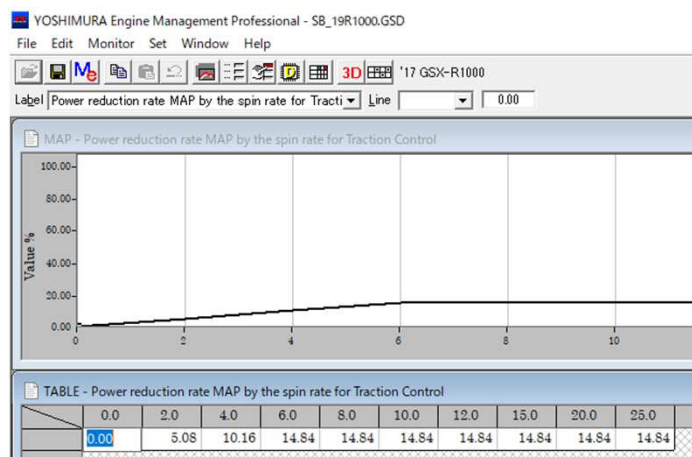 YOSHIMURA Engine Management Professional - SB_19R1000.GSD
File Edit Monitor Set Window Help
Me 3D '17 GSX-R1000
Label Power reduction rate MAP by the spin rate for Tracti Line 0.00
MAP - Power reduction rate MAP by the spin rate for Traction Control
100.00
80.00
60.00
40.00
20.00
0.00
Value %
0 2 4 6 8 10
TABLE - Power reduction rate MAP by the spin rate for Traction Control
0.0 2.0 4.0 6.0 8.0 10.0 12.0 15.0 20.0 25.0
0.00 5.08 10.16 14.84 14.84 14.84 14.84 14.84 14.84 14.84